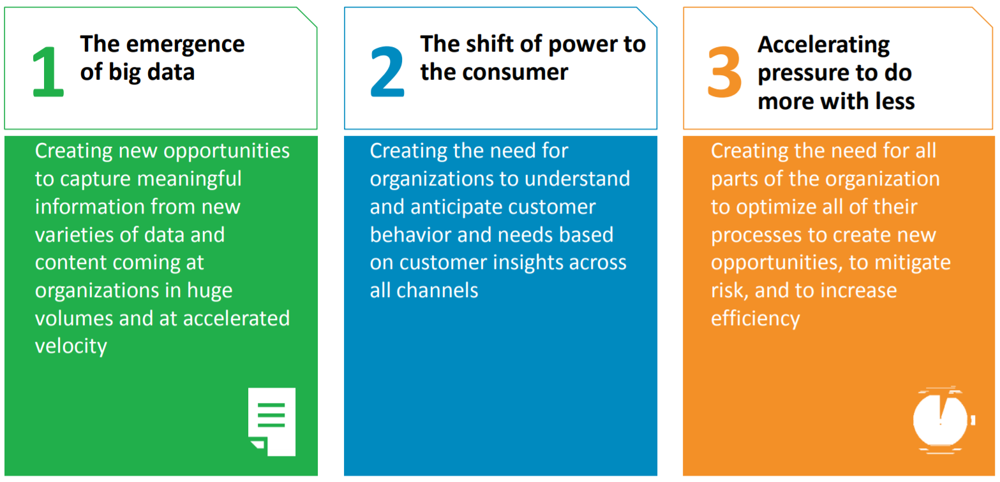 1
The emergence
of big data
Creating new opportunities
to capture meaningful
information from new
varieties of data and
content coming at
organizations in huge
volumes and at accelerated
velocity
2
The shift of power to
the consumer
Creating the need for
organizations to understand
and anticipate customer
behavior and needs based
on customer insights across
all channels
3
Accelerating
pressure to do
more with less
Creating the need for all
parts of the organization
to optimize all of their
processes to create new
opportunities, to mitigate
risk, and to increase
efficiency